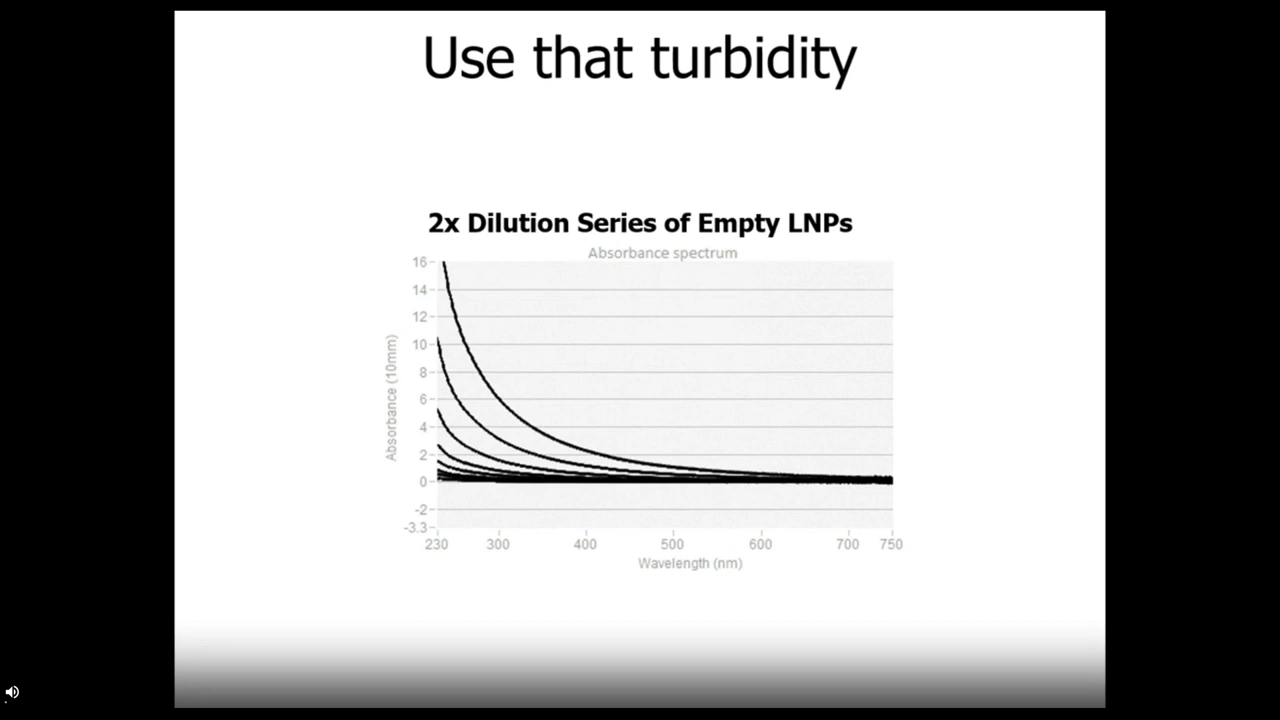 Use that turbidity
2x Dilution Series of Empty LNPs
Absorbance spectrum
Absorbance (10mm)
16
14
12
10
8
6
4
2
0
-2
-3.3
230 300 400 500 600 700 750
Wavelength (nm)